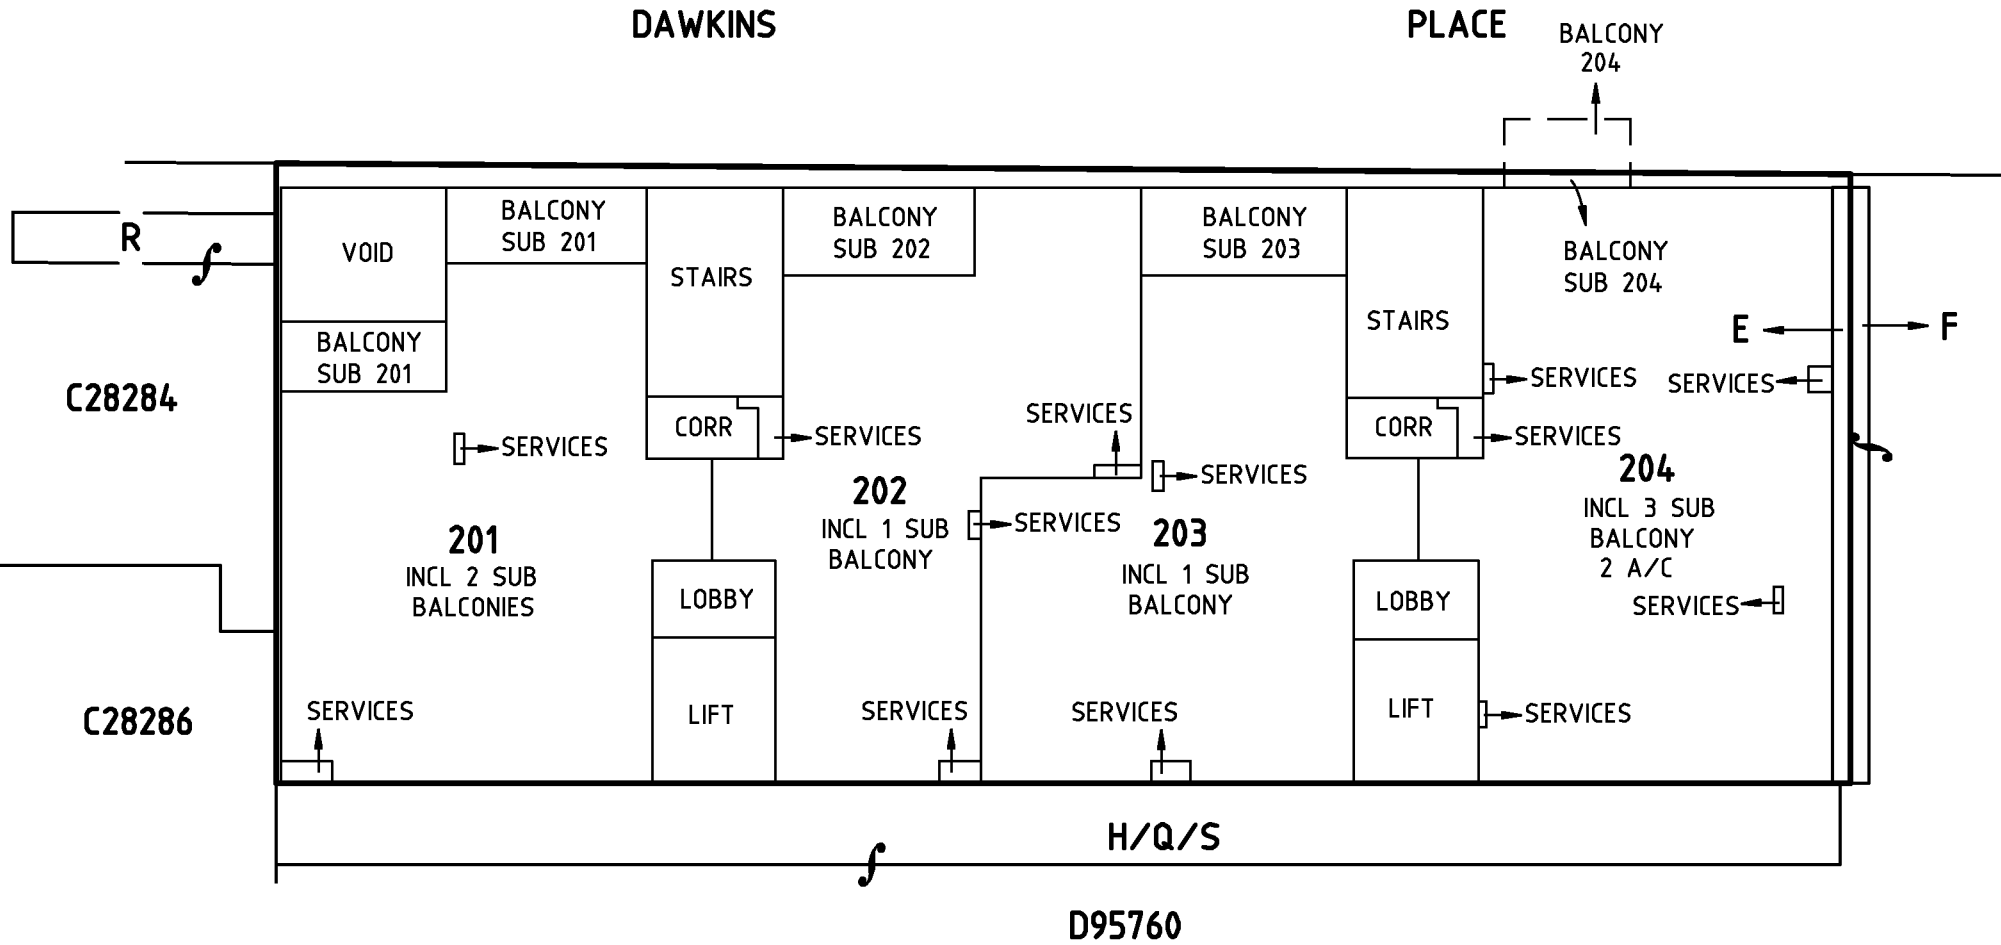 DAWKINS PLACE
BALCONY
204
R
VOID
BALCONY
SUB 201
STAIRS
BALCONY
SUB 202
BALCONY
SUB 203
STAIRS
BALCONY
SUB 204
BALCONY
SUB 201
E
F
C28284
CORR
SERVICES
SERVICES
SERVICES
CORR
SERVICES
SERVICES
SERVICES
SERVICES
SERVICES
201
INCL 2 SUB
BALCONIES
202
INCL 1 SUB
BALCONY
SERVICES
203
INCL 1 SUB
BALCONY
204
INCL 3 SUB
BALCONY
2 A/C
SERVICES
LOBBY
LOBBY
C28286
SERVICES
LIFT
SERVICES
SERVICES
LIFT
SERVICES
H/Q/S
D95760